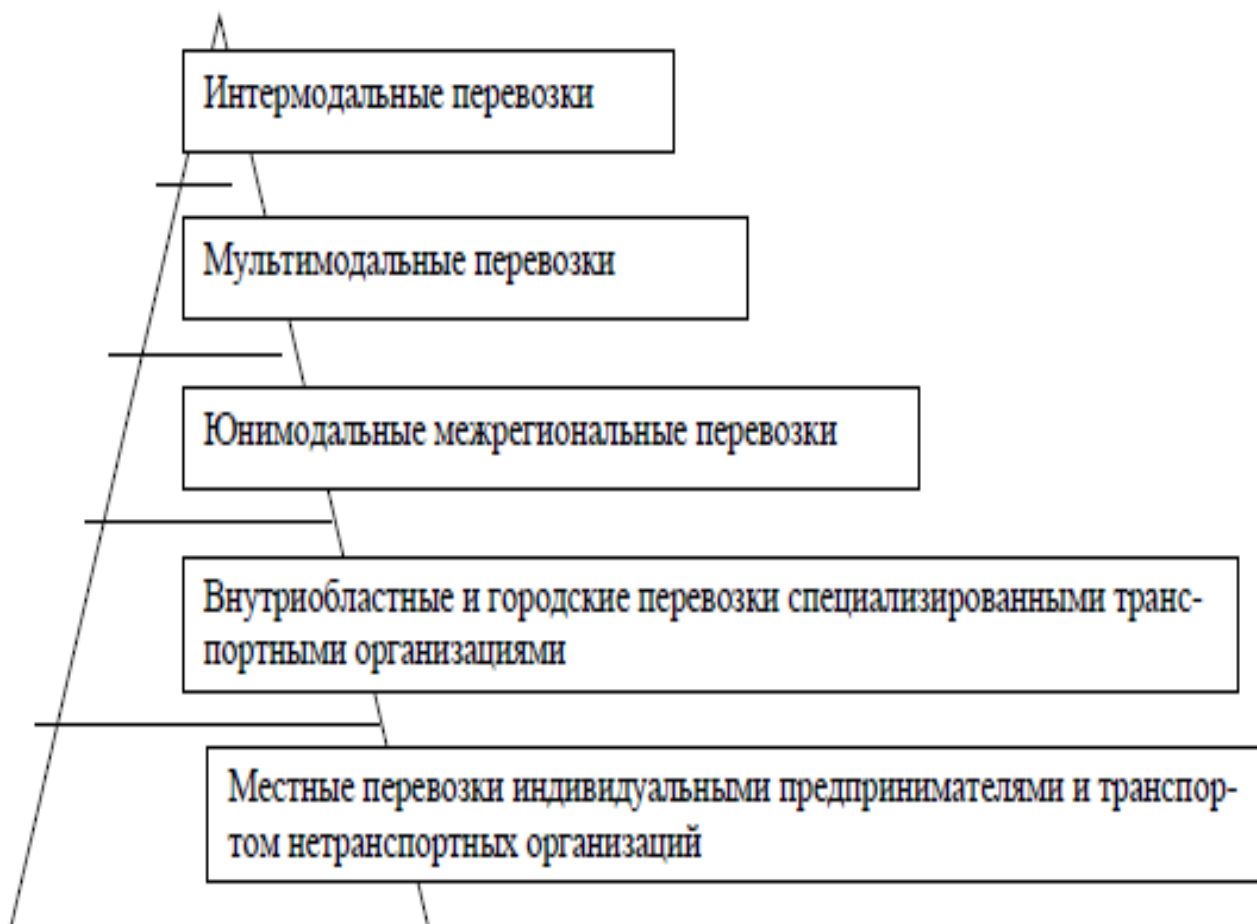 Интермодальные перевозки
Мультимодальные перевозки
Юнимодальные межрегиональные перевозки
Внутриобластные и городские перевозки специализированными транс-
портными организациями
Местные перевозки индивидуальными предпринимателями и транспор-
том нетранспортных организаций